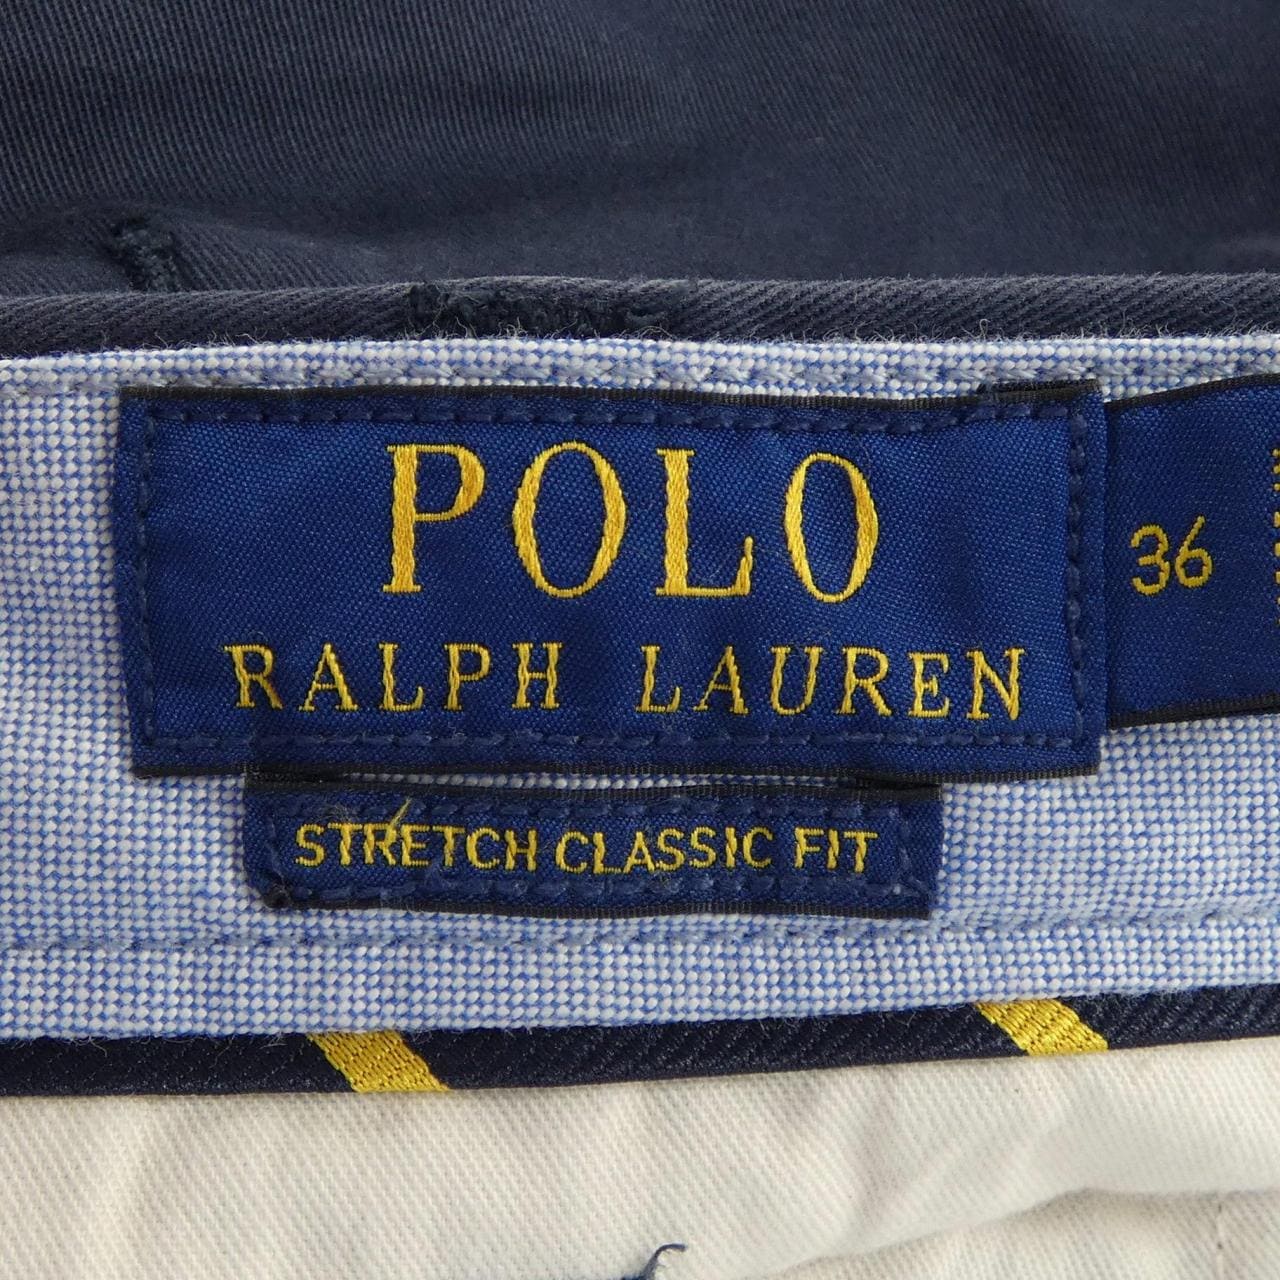 POLO
RALPH LAUREN
36
STRETCH CLASSIC FIT